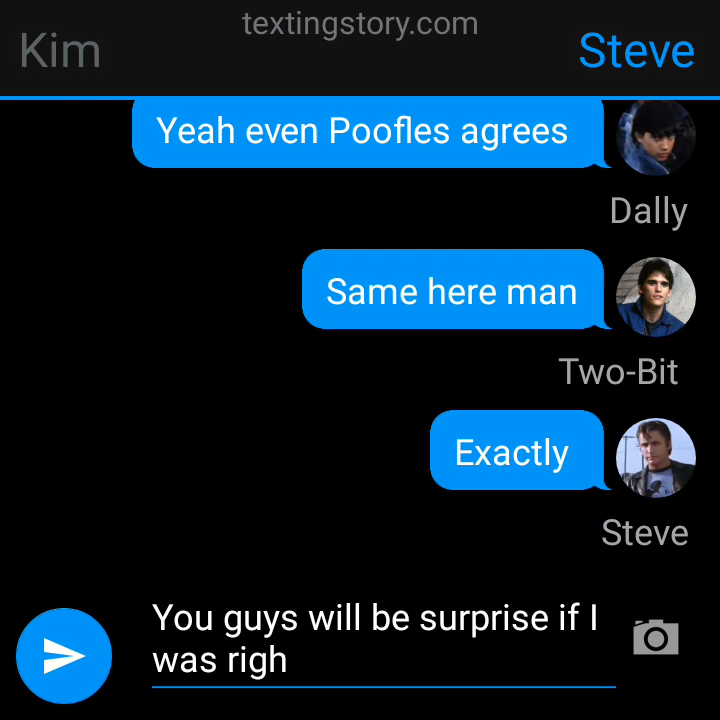 textingstory.com
Kim
Steve
Yeah even Poofles agrees
Dally
Same here man
Two-Bit
Exactly
Steve
You guys will be surprise if I
was righ